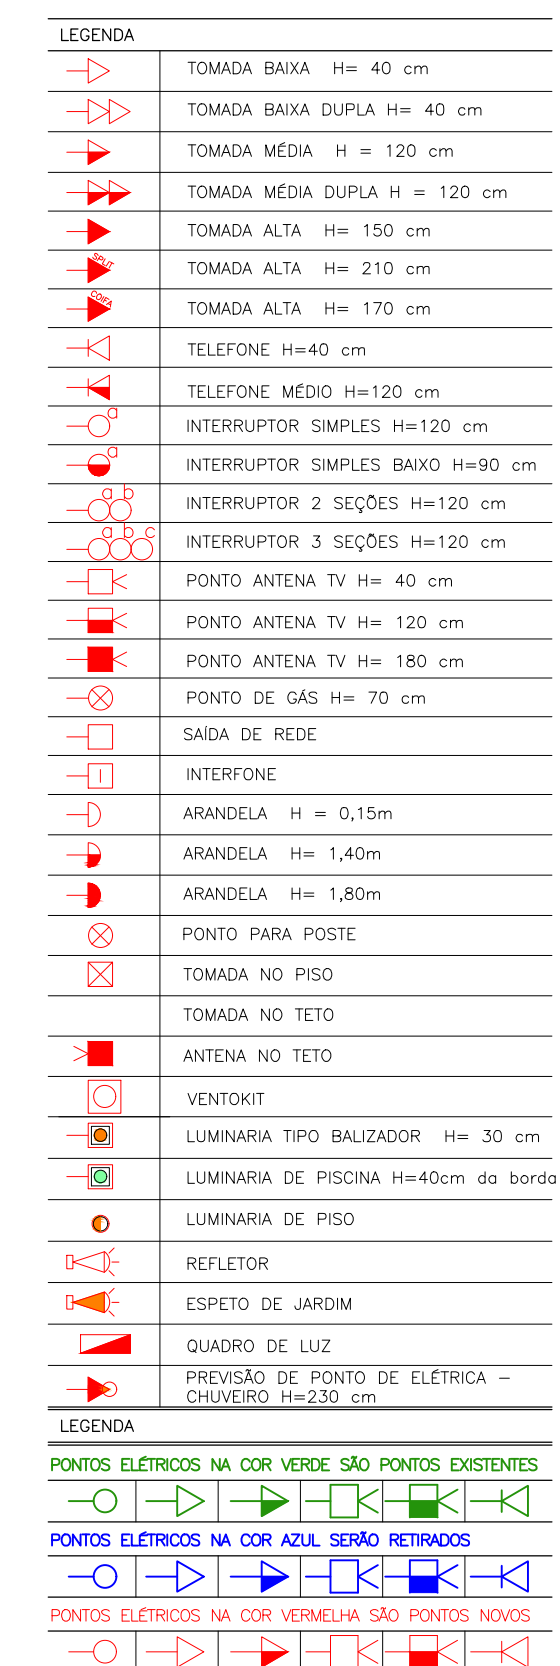 LEGENDA
TOMADA BAIXA H= 40 cm
TOMADA BAIXA DUPLA H= 40 cm
TOMADA MÉDIA H = 120 cm
TOMADA MÉDIA DUPLA H = 120 cm
TOMADA ALTA H= 150 cm
SPLIT TOMADA ALTA H= 210 cm
COIFA TOMADA ALTA H= 170 cm
TELEFONE H=40 cm
TELEFONE MÉDIO H=120 cm
a INTERRUPTOR SIMPLES H=120 cm
a INTERRUPTOR SIMPLES BAIXO H=90 cm
a b INTERRUPTOR 2 SEÇÕES H=120 cm
a b c INTERRUPTOR 3 SEÇÕES H=120 cm
PONTO ANTENA TV H= 40 cm
PONTO ANTENA TV H= 120 cm
PONTO ANTENA TV H= 180 cm
PONTO DE GÁS H= 70 cm
SAÍDA DE REDE
INTERFONE
ARANDELA H = 0,15m
ARANDELA H= 1,40m
ARANDELA H= 1,80m
PONTO PARA POSTE
TOMADA NO PISO
TOMADA NO TETO
ANTENA NO TETO
VENTOKIT
LUMINARIA TIPO BALIZADOR H= 30 cm
LUMINARIA DE PISCINA H=40cm da borda
LUMINARIA DE PISO
REFLETOR
ESPETO DE JARDIM
QUADRO DE LUZ
PREVISÃO DE PONTO DE ELÉTRICA –
CHUVEIRO H=230 cm
LEGENDA
PONTOS ELÉTRICOS NA COR VERDE SÃO PONTOS EXISTENTES
PONTOS ELÉTRICOS NA COR AZUL SERÃO RETIRADOS
PONTOS ELÉTRICOS NA COR VERMELHA SÃO PONTOS NOVOS